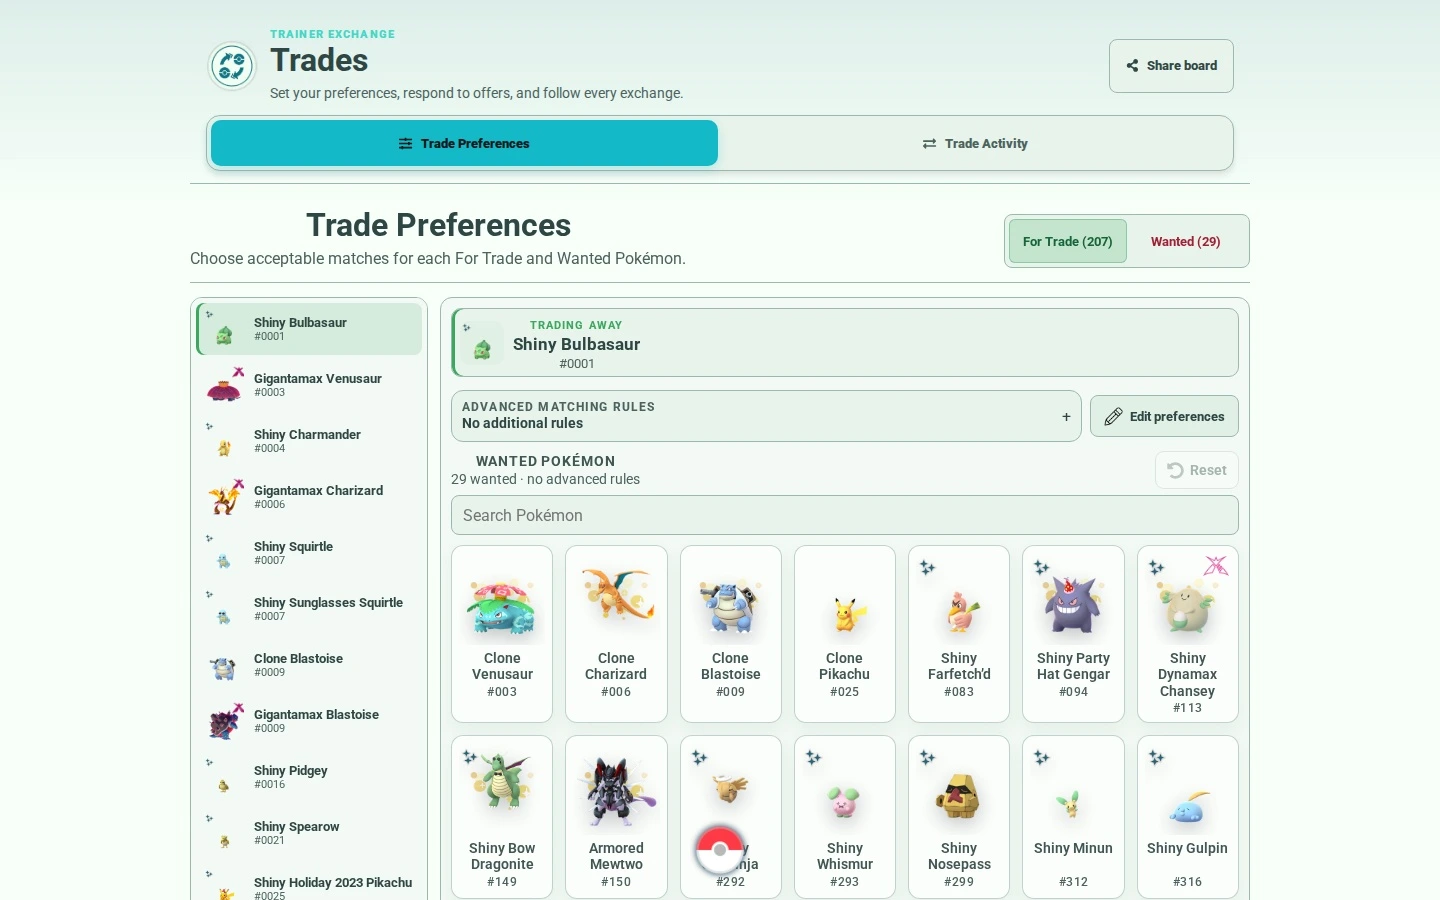 TRAINER EXCHANGE
Trades
Set your preferences, respond to offers, and follow every exchange.
Share board
Trade Preferences
Trade Activity
Trade Preferences
Choose acceptable matches for each For Trade and Wanted Pokémon.
For Trade (207)
Wanted (29)
Shiny Bulbasaur
#0001
Gigantamax Venusaur
#0003
Shiny Charmander
#0004
Gigantamax Charizard
#0006
Shiny Squirtle
#0007
Shiny Sunglasses Squirtle
#0007
Clone Blastoise
#0009
Gigantamax Blastoise
#0009
Shiny Pidgey
#0016
Shiny Spearow
#0021
Shiny Holiday 2023 Pikachu
#0025
TRADING AWAY
Shiny Bulbasaur
#0001
ADVANCED MATCHING RULES
No additional rules
+
Edit preferences
WANTED POKÉMON
29 wanted · no advanced rules
Reset
Search Pokémon
Clone
Venusaur
#003
Clone
Charizard
#006
Clone
Blastoise
#009
Clone
Pikachu
#025
Shiny
Farfetch'd
#083
Shiny Party
Hat Gengar
#094
Shiny
Dynamax
Chansey
#113
Shiny Bow
Dragonite
#149
Armored
Mewtwo
#150
#292
Shiny
Whismur
#293
Shiny
Nosepass
#299
Shiny Minun
#312
Shiny Gulpin
#316